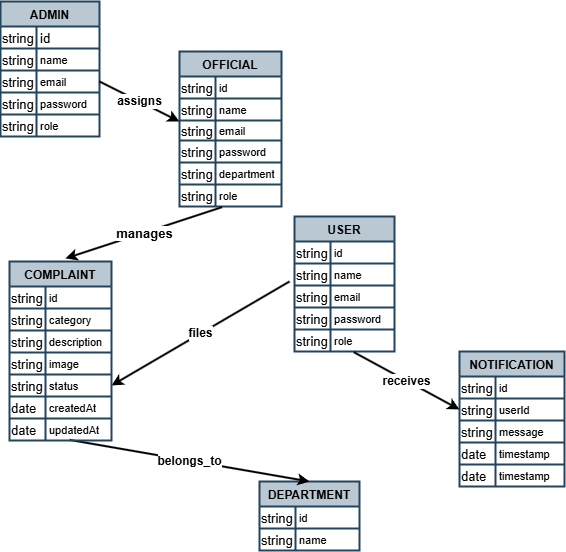 ADMIN
string id
string name
string email
string password
string role
assigns
OFFICIAL
string id
string name
string email
string password
string department
string role
manages
USER
string id
string name
string email
string password
string role
COMPLAINT
string id
string category
string description
string image
string status
date createdAt
date updatedAt
files
receives
NOTIFICATION
string id
string userId
string message
date timestamp
date timestamp
belongs_to
DEPARTMENT
string id
string name